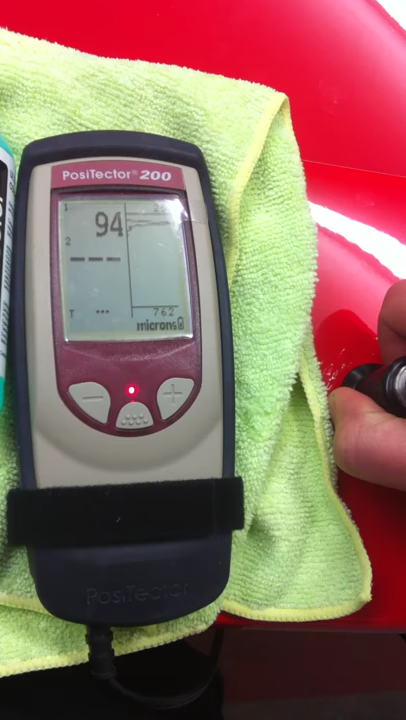 PosiTector® 200
1
94
2
--- --- ---
T ...
762
microns
PosiTector